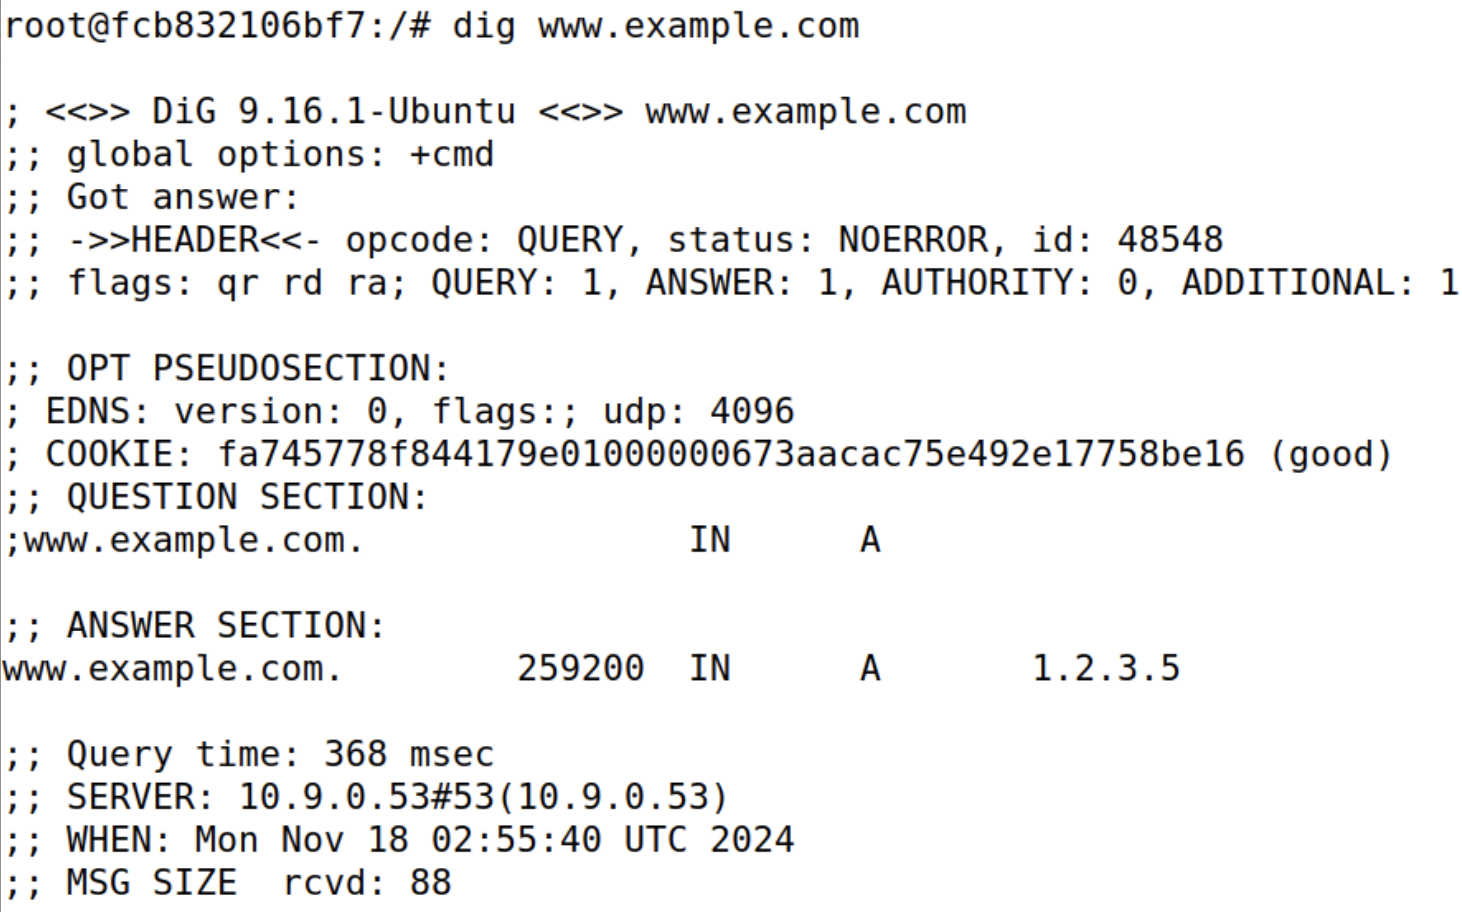 root@fcb832106bf7:/# dig www.example.com
; <<>> DiG 9.16.1-Ubuntu <<>> www.example.com
;; global options: +cmd
;; Got answer:
;; ->>HEADER<<- opcode: QUERY, status: NOERROR, id: 48548
;; flags: qr rd ra; QUERY: 1, ANSWER: 1, AUTHORITY: 0, ADDITIONAL: 1
;; OPT PSEUDOSECTION:
; EDNS: version: 0, flags:; udp: 4096
; COOKIE: fa745778f844179e01000000673aacac75e492e17758be16 (good)
;; QUESTION SECTION:
;www.example.com. IN A
;; ANSWER SECTION:
www.example.com. 259200 IN A 1.2.3.5
;; Query time: 368 msec
;; SERVER: 10.9.0.53#53(10.9.0.53)
;; WHEN: Mon Nov 18 02:55:40 UTC 2024
;; MSG SIZE  rcvd: 88